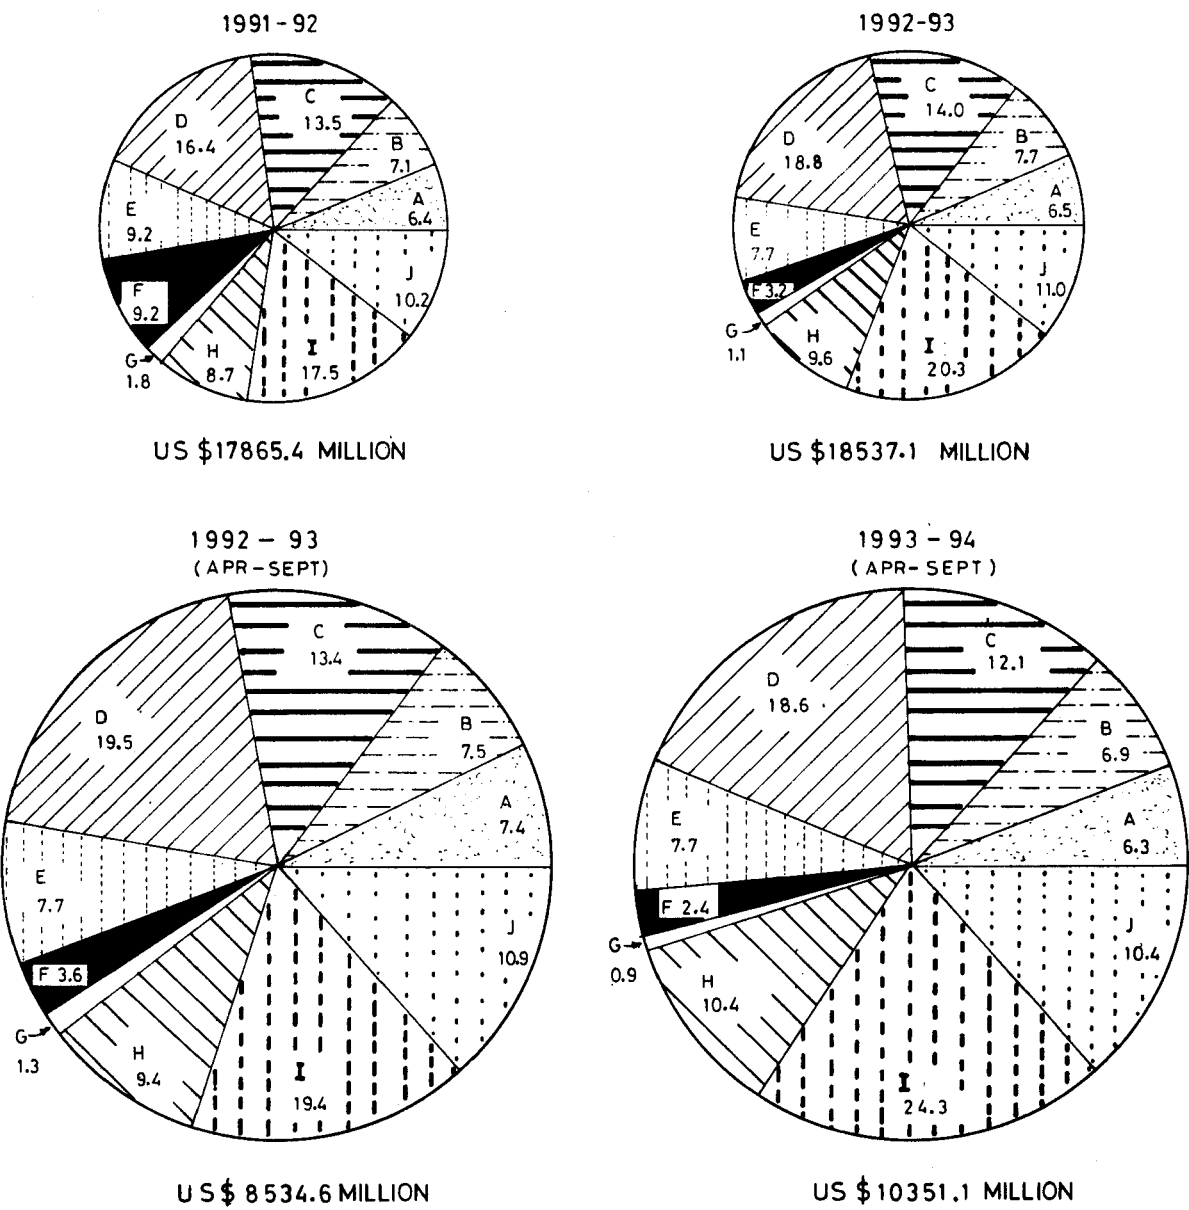 1991-92
C
13.5
D
16.4
B
7.1
A
6.4
E
9.2
J
10.2
F
9.2
G
1.8
H
8.7
I
17.5
US $17865.4 MILLION
1992-93
C
14.0
D
18.8
B
7.7
A
6.5
E
7.7
J
11.0
F 3.2
G
1.1
H
9.6
I
20.3
US $18537.1 MILLION
1992 - 93
(APR-SEPT)
C
13.4
D
19.5
B
7.5
A
7.4
E
7.7
J
10.9
F 3.6
G
1.3
H
9.4
I
19.4
US $ 8534.6 MILLION
1993 - 94
(APR-SEPT)
C
12.1
D
18.6
B
6.9
A
6.3
E
7.7
J
10.4
F 2.4
G
0.9
H
10.4
I
24.3
US $10351.1 MILLION